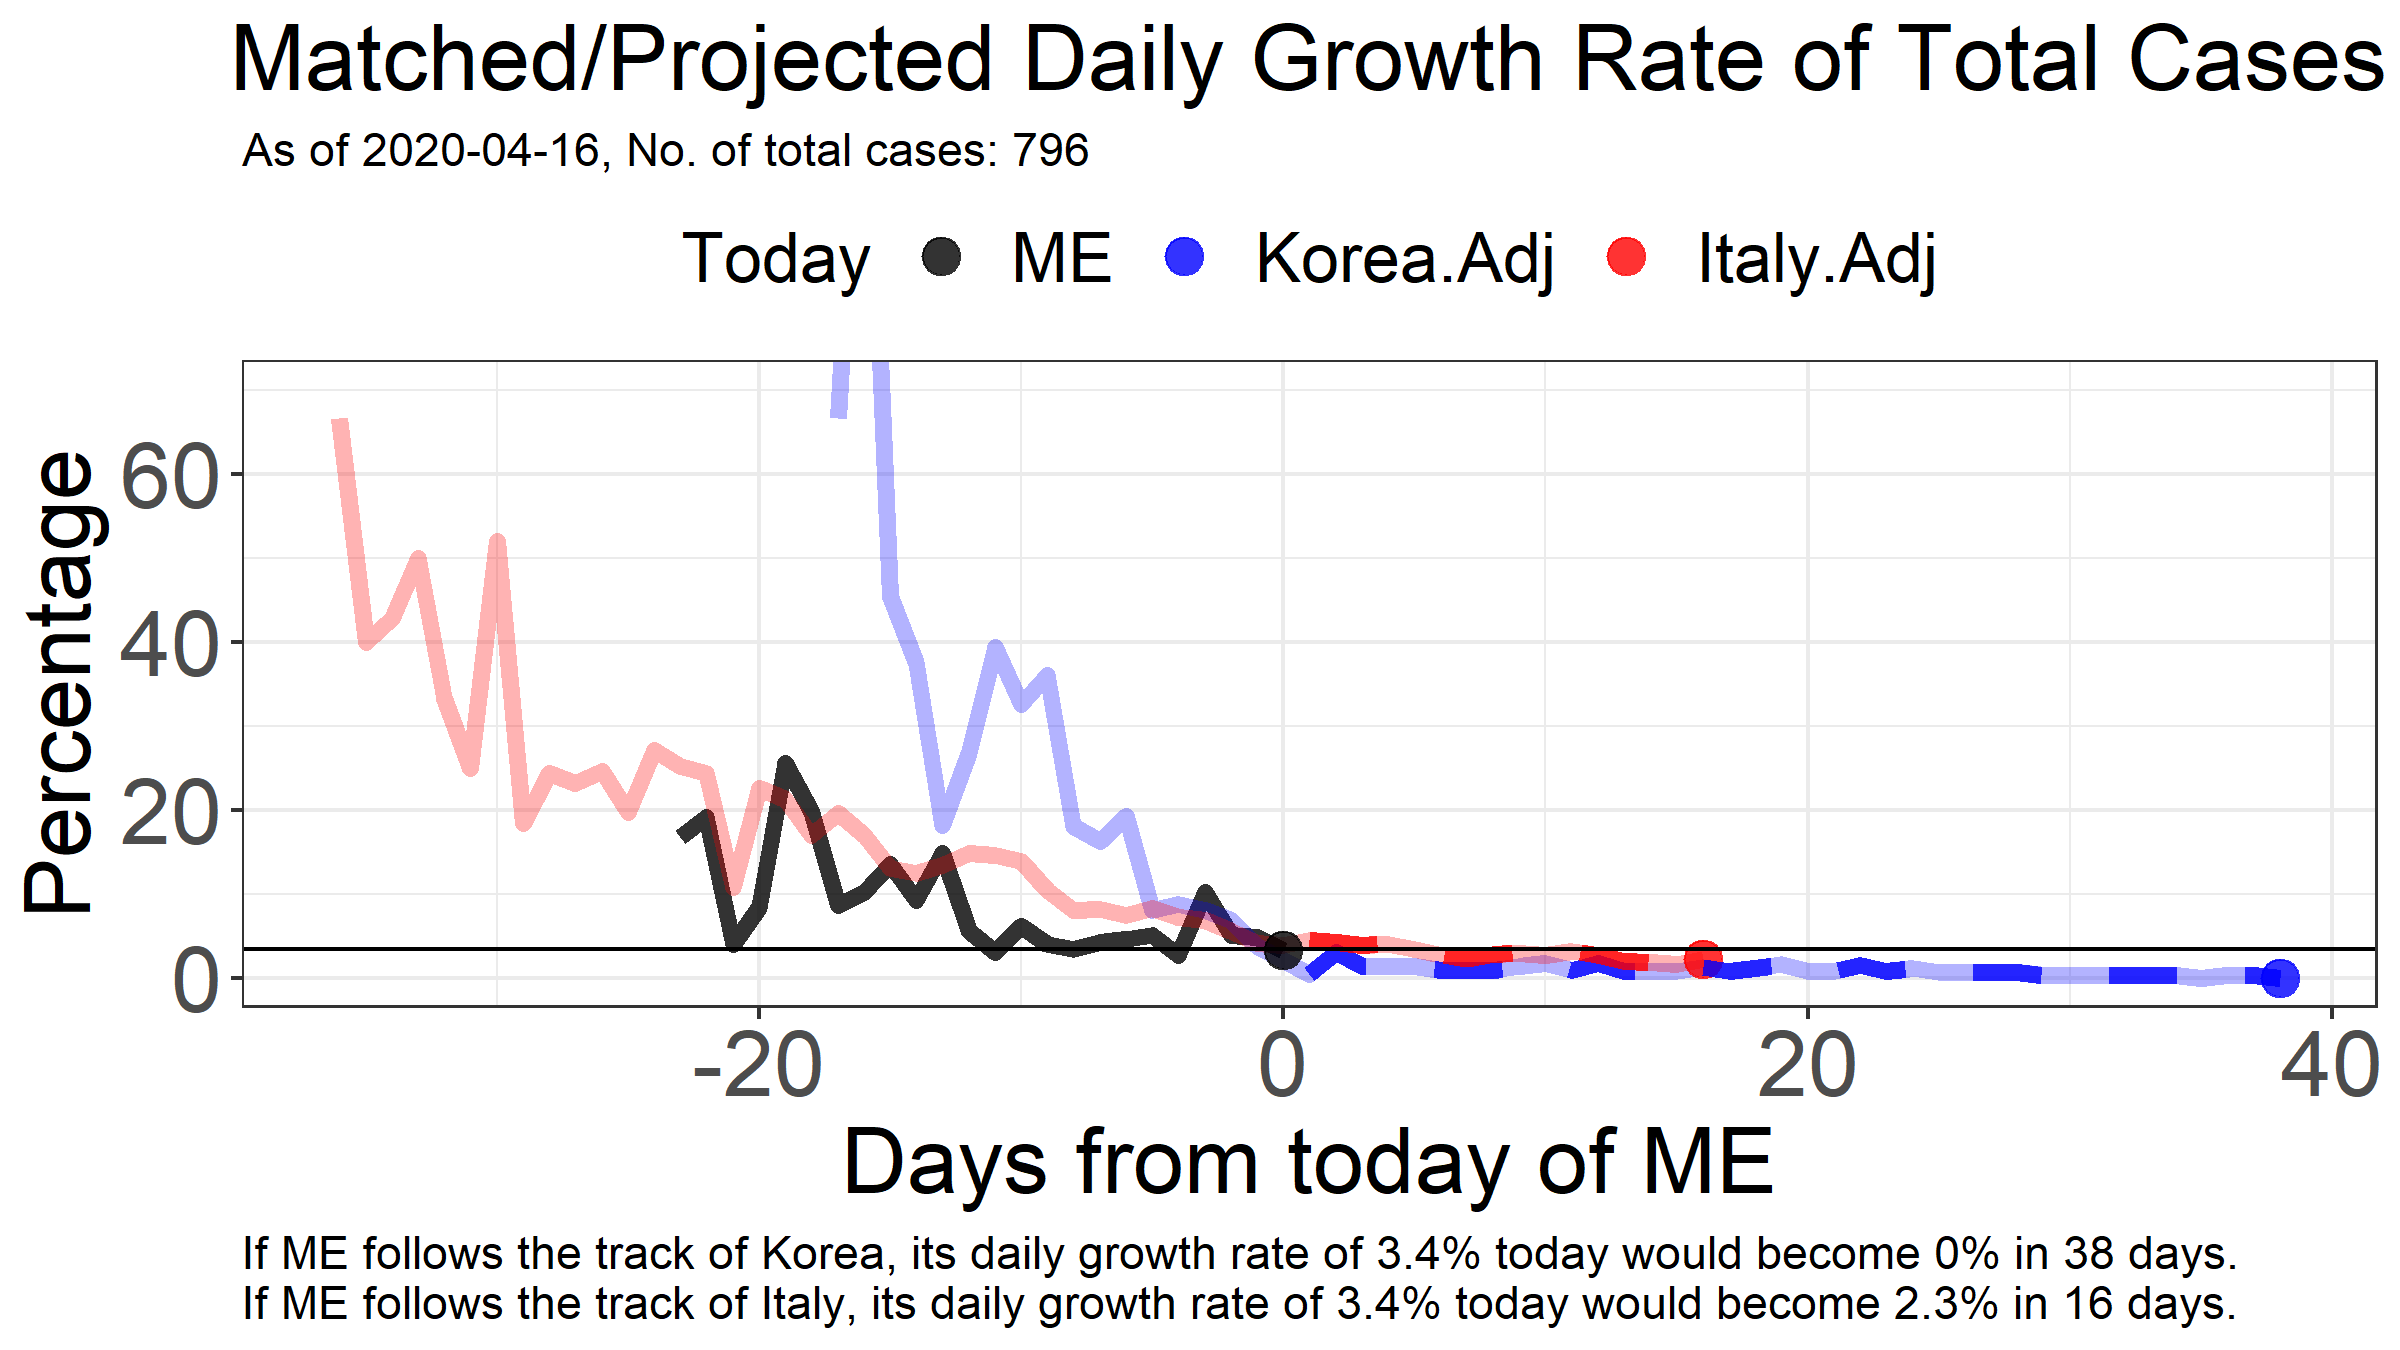 Matched/Projected Daily Growth Rate of Total Cases
As of 2020-04-16, No. of total cases: 796
Today ME Korea.Adj Italy.Adj
Percentage
60
40
20
0
-20 0 20 40
Days from today of ME
If ME follows the track of Korea, its daily growth rate of 3.4% today would become 0% in 38 days.
If ME follows the track of Italy, its daily growth rate of 3.4% today would become 2.3% in 16 days.